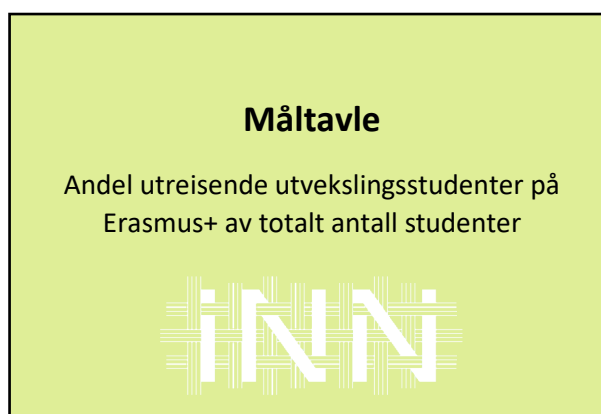 Måltavle
Andel utreisende utvekslingsstudenter på
Erasmus+ av totalt antall studenter
INN